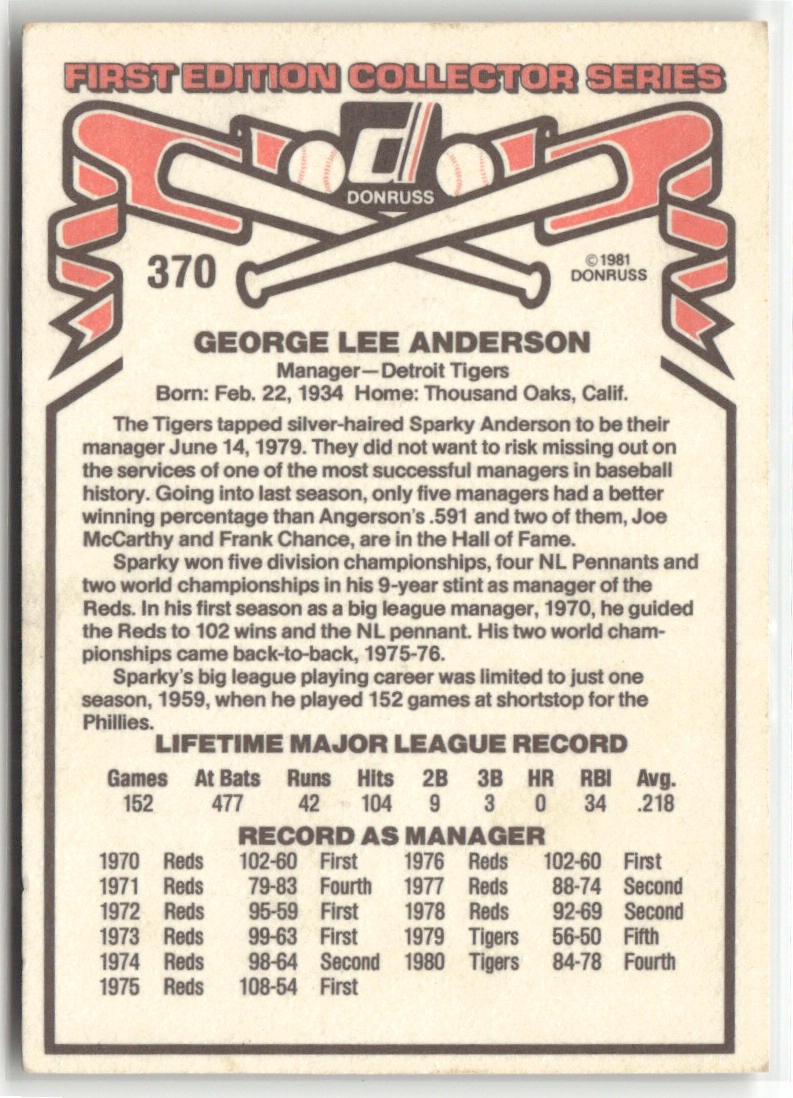 FIRST EDITION COLLECTOR SERIES
d
DONRUSS
370
©1981
DONRUSS
GEORGE LEE ANDERSON
Manager—Detroit Tigers
Born: Feb. 22, 1934 Home: Thousand Oaks, Calif.
The Tigers tapped silver-haired Sparky Anderson to be their
manager June 14, 1979. They did not want to risk missing out on
the services of one of the most successful managers in baseball
history. Going into last season, only five managers had a better
winning percentage than Angerson's .591 and two of them, Joe
McCarthy and Frank Chance, are in the Hall of Fame.
Sparky won five division championships, four NL Pennants and
two world championships in his 9-year stint as manager of the
Reds. In his first season as a big league manager, 1970, he guided
the Reds to 102 wins and the NL pennant. His two world cham-
pionships came back-to-back, 1975-76.
Sparky's big league playing career was limited to just one
season, 1959, when he played 152 games at shortstop for the
Phillies.
LIFETIME MAJOR LEAGUE RECORD
Games At Bats Runs Hits 2B 3B HR RBI Avg.
152 477 42 104 9 3 0 34 .218
RECORD AS MANAGER
1970 Reds 102-60 First 1976 Reds 102-60 First
1971 Reds 79-83 Fourth 1977 Reds 88-74 Second
1972 Reds 95-59 First 1978 Reds 92-69 Second
1973 Reds 99-63 First 1979 Tigers 56-50 Fifth
1974 Reds 98-64 Second 1980 Tigers 84-78 Fourth
1975 Reds 108-54 First